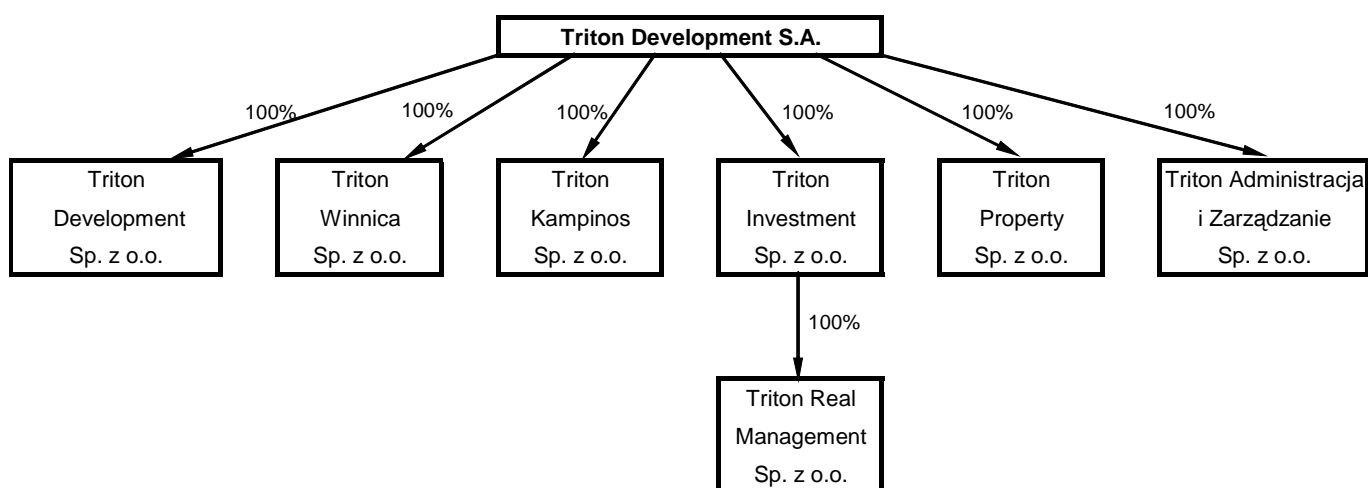 Triton Development S.A.
100%
100%
100%
100%
100%
100%
Triton
Development
Sp. z o.o.
Triton
Winnica
Sp. z o.o.
Triton
Kampinos
Sp. z o.o.
Triton
Investment
Sp. z o.o.
Triton
Property
Sp. z o.o.
Triton Administracja
i Zarządzanie
Sp. z o.o.
100%
Triton Real
Management
Sp. z o.o.